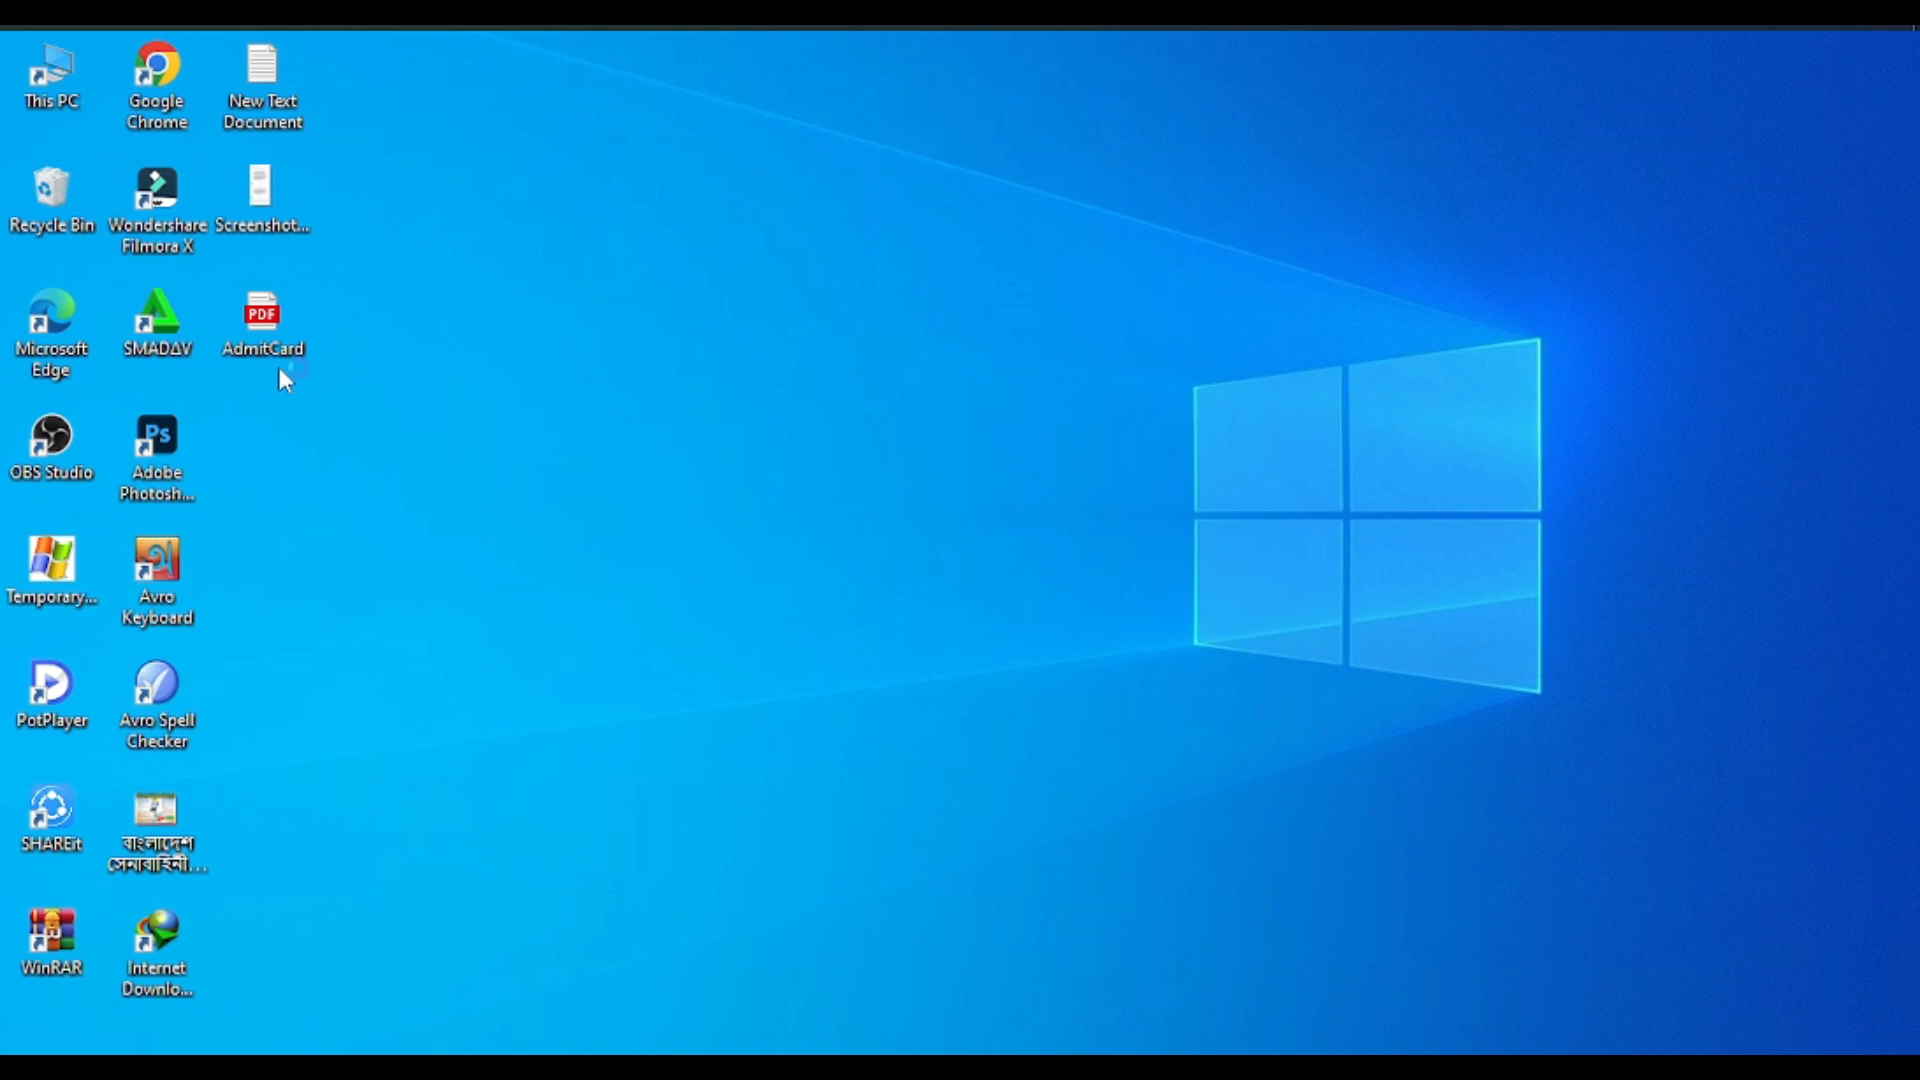 This PC
Google
Chrome
New Text
Document
Recycle Bin
Wondershare
Filmora X
Screenshot...
Microsoft
Edge
SMADΔV
PDF
AdmitCard
OBS Studio
Ps
Adobe
Photosh...
Temporary...
অ
Avro
Keyboard
PotPlayer
Avro Spell
Checker
SHAREit
বাংলাদেশ
সেনাবাহিনী...
WinRAR
Internet
Downlo...